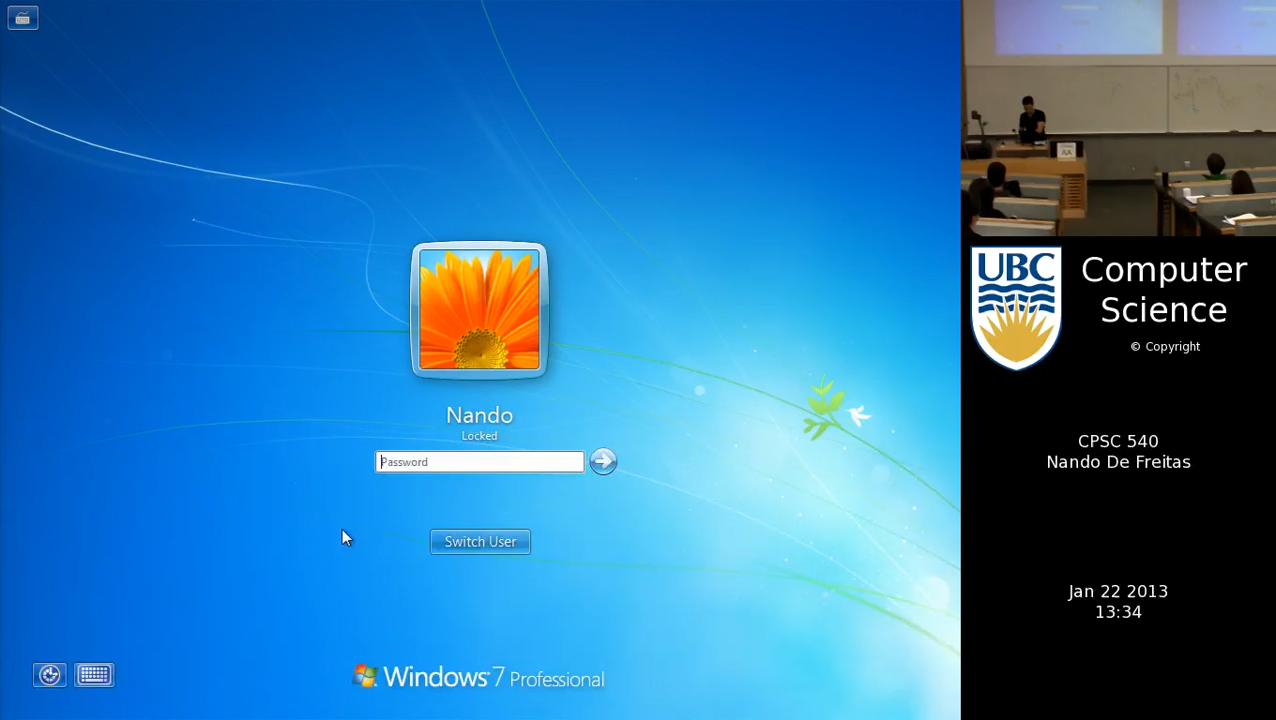 Nando
Locked
Password
Switch User
Windows 7 Professional
UBC
Computer
Science
© Copyright
CPSC 540
Nando De Freitas
Jan 22 2013
13:34